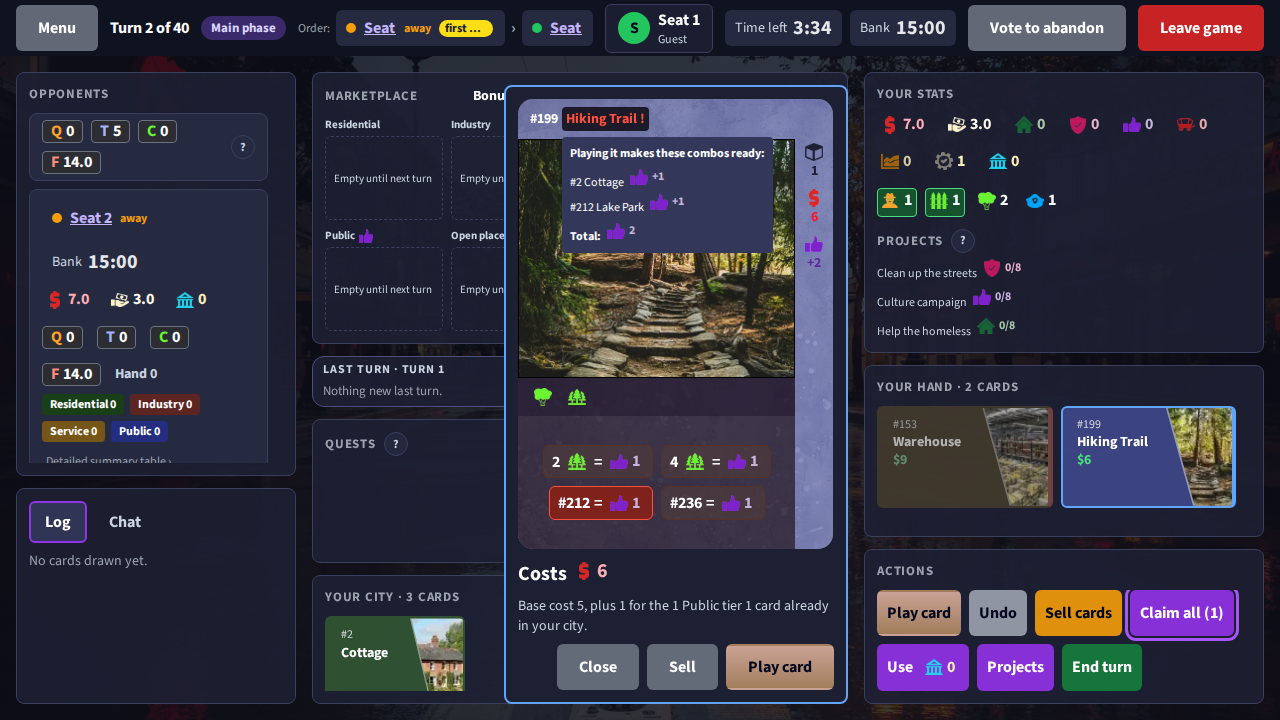 Menu
Turn 2 of 40
Main phase
Order:
Seat away first ...
›
Seat
S
Seat 1
Guest
Time left 3:34
Bank 15:00
Vote to abandon
Leave game
OPPONENTS
Q 0
T 5
C 0
F 14.0
?
Seat 2 away
Bank 15:00
7.0
3.0
0
Q 0
T 0
C 0
F 14.0
Hand 0
Residential 0
Industry 0
Service 0
Public 0
Detailed summary table ›
Log
Chat
No cards drawn yet.
MARKETPLACE
Bonu
Residential
Industry
Empty until next turn
Empty un
Public
Open place
Empty until next turn
Empty un
LAST TURN · TURN 1
Nothing new last turn.
QUESTS
?
YOUR CITY · 3 CARDS
#2
Cottage
#199 Hiking Trail !
Playing it makes these combos ready:
#2 Cottage +1
#212 Lake Park +1
Total: 2
1
$
6
+2
2 = 1
4 = 1
#212 = 1
#236 = 1
Costs $ 6
Base cost 5, plus 1 for the 1 Public tier 1 card already
in your city.
Close
Sell
Play card
YOUR STATS
$ 7.0
3.0
0
0
0
0
0
1
0
1
1
2
1
PROJECTS
?
Clean up the streets 0/8
Culture campaign 0/8
Help the homeless 0/8
YOUR HAND · 2 CARDS
#153
Warehouse
$9
#199
Hiking Trail
$6
ACTIONS
Play card
Undo
Sell cards
Claim all (1)
Use 0
Projects
End turn